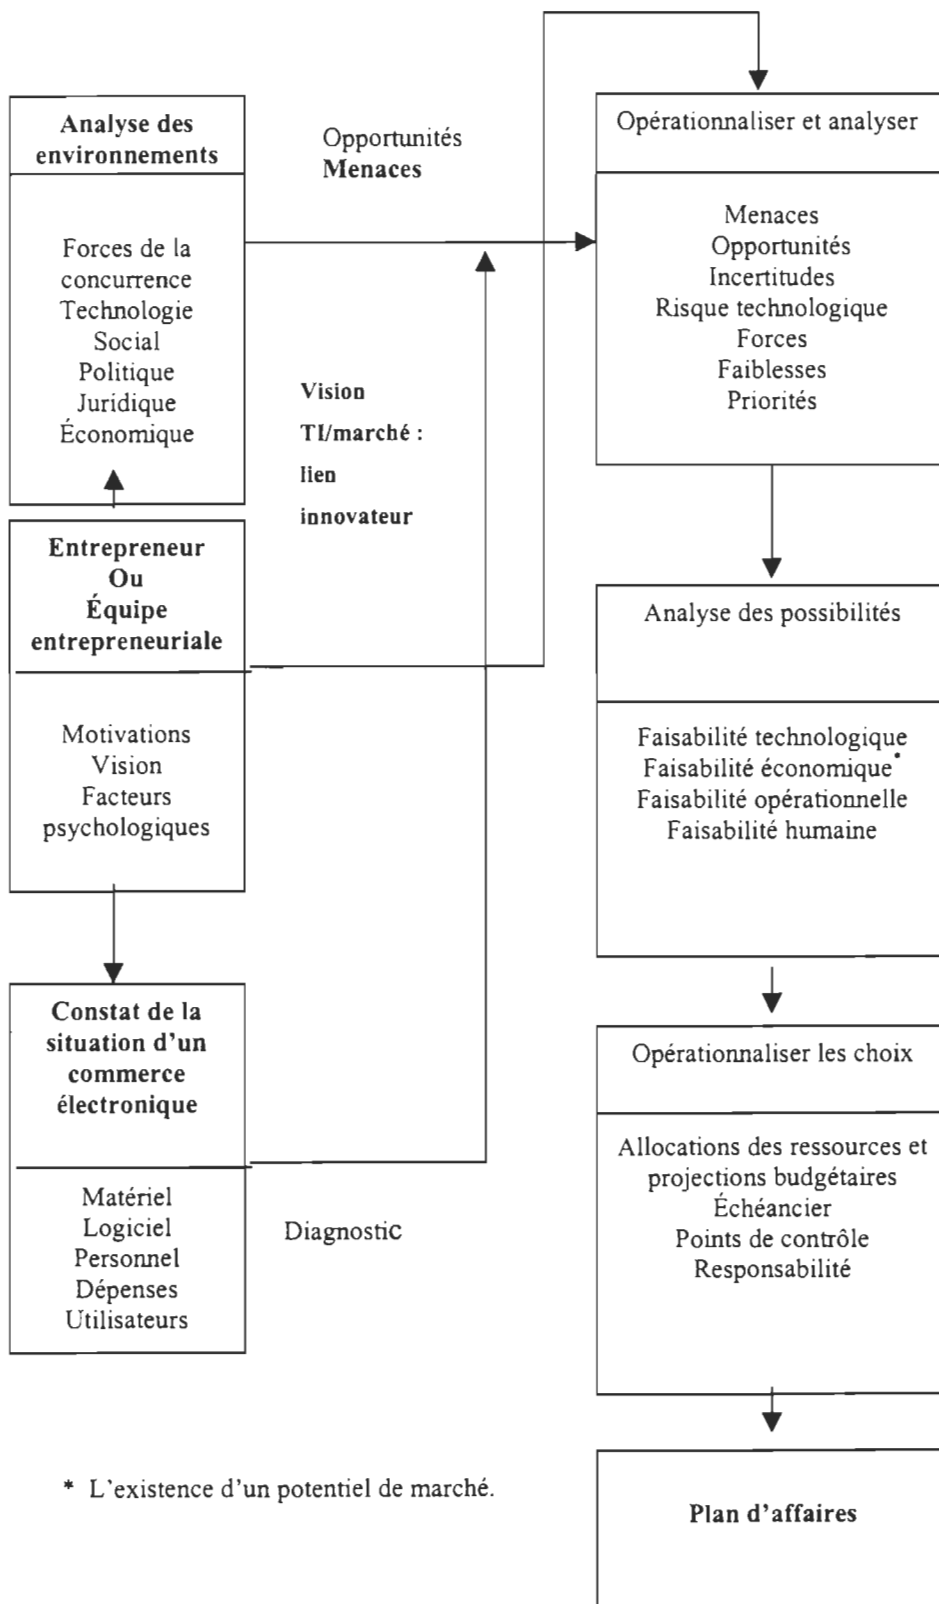 Analyse des
environnements
Forces de la
concurrence
Technologie
Social
Politique
Juridique
Économique
Entrepreneur
Ou
Équipe
entrepreneuriale
Motivations
Vision
Facteurs
psychologiques
Constat de la
situation d'un
commerce
électronique
Matériel
Logiciel
Personnel
Dépenses
Utilisateurs
Opportunités
Menaces
Vision
TI/marché :
lien
innovateur
Diagnostic
Opérationnaliser et analyser
Menaces
Opportunités
Incertitudes
Risque technologique
Forces
Faiblesses
Priorités
Analyse des possibilités
Faisabilité technologique
Faisabilité économique*
Faisabilité opérationnelle
Faisabilité humaine
Opérationnaliser les choix
Allocations des ressources et
projections budgétaires
Échéancier
Points de contrôle
Responsabilité
Plan d'affaires
* L'existence d'un potentiel de marché.